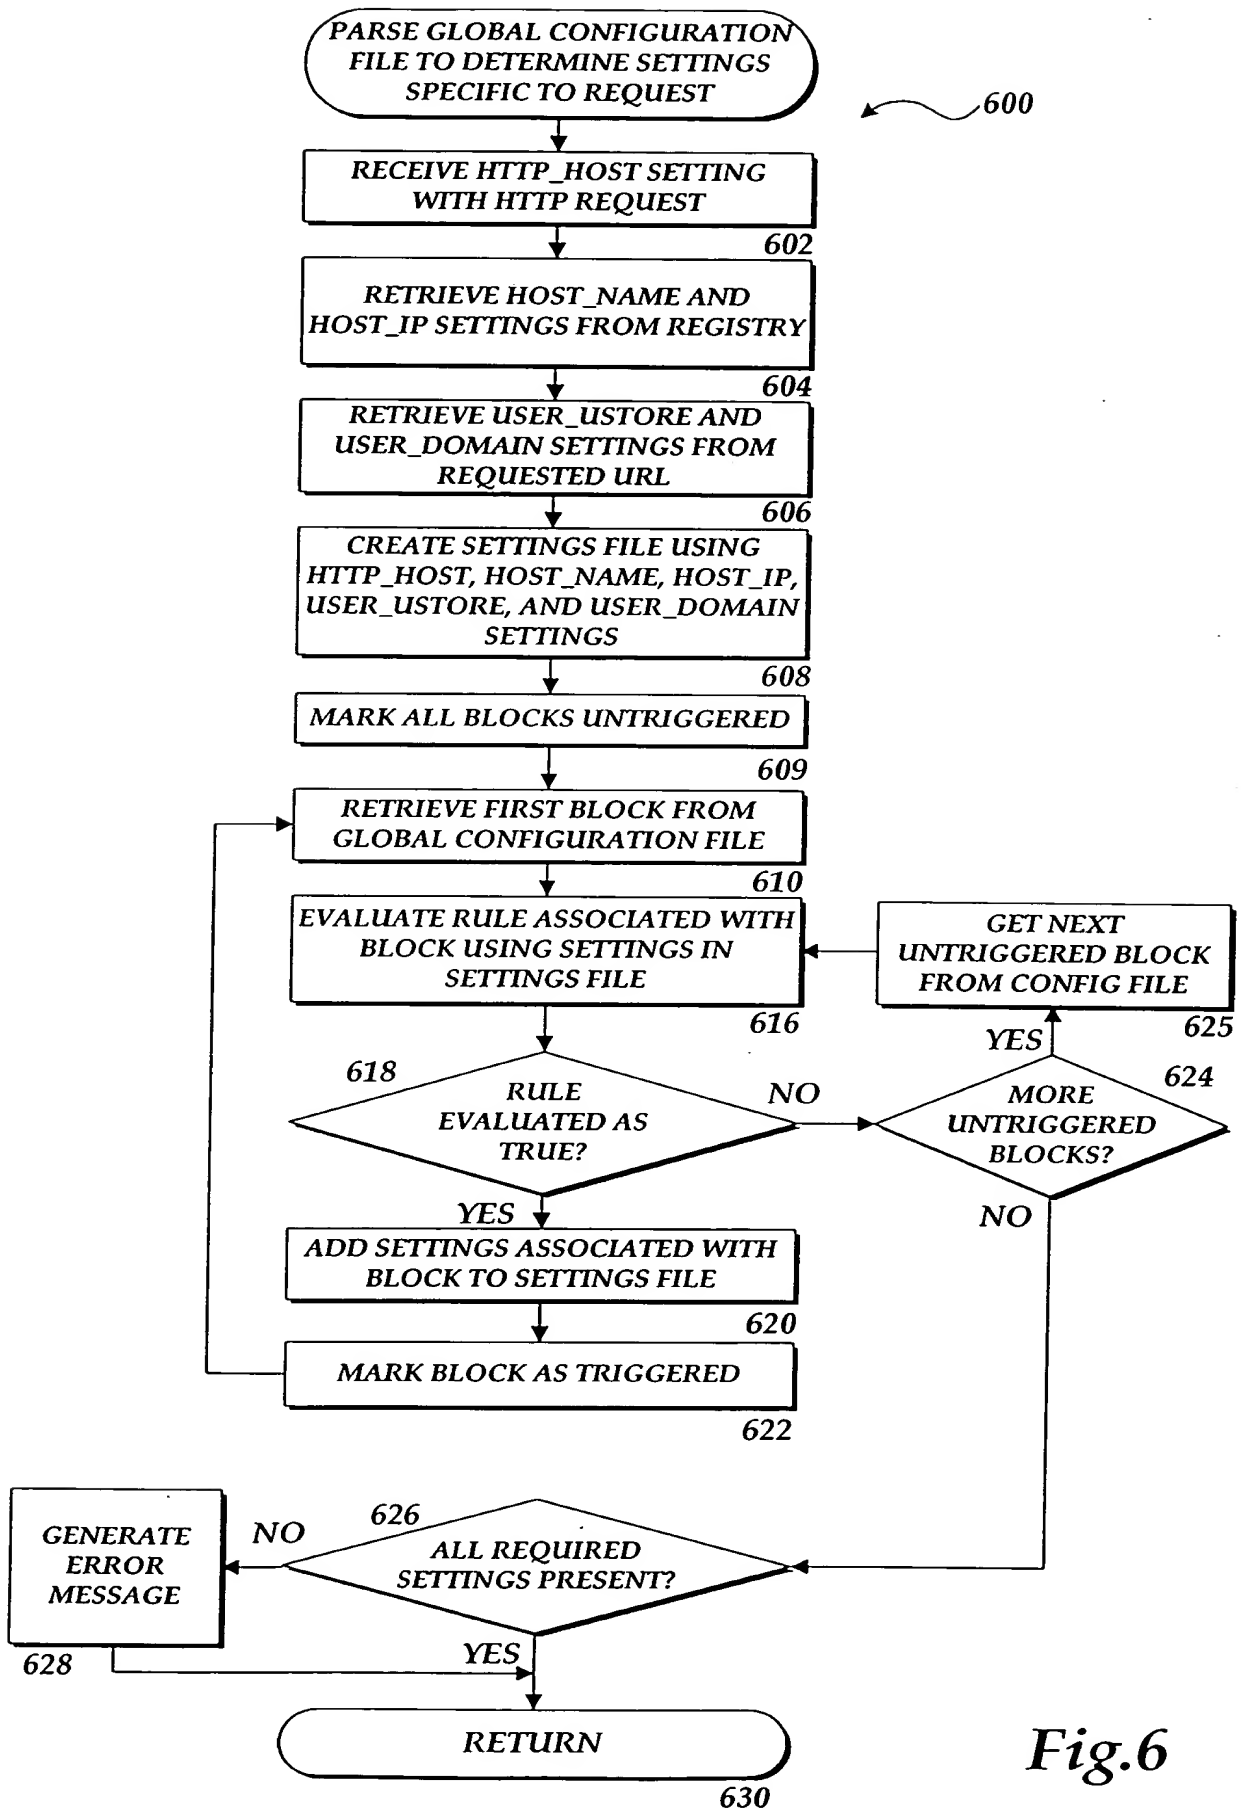 PARSE GLOBAL CONFIGURATION
FILE TO DETERMINE SETTINGS
SPECIFIC TO REQUEST
600
RECEIVE HTTP_HOST SETTING
WITH HTTP REQUEST
602
RETRIEVE HOST_NAME AND
HOST_IP SETTINGS FROM REGISTRY
604
RETRIEVE USER_USTORE AND
USER_DOMAIN SETTINGS FROM
REQUESTED URL
606
CREATE SETTINGS FILE USING
HTTP_HOST, HOST_NAME, HOST_IP,
USER_USTORE, AND USER_DOMAIN
SETTINGS
608
MARK ALL BLOCKS UNTRIGGERED
609
RETRIEVE FIRST BLOCK FROM
GLOBAL CONFIGURATION FILE
610
EVALUATE RULE ASSOCIATED WITH
BLOCK USING SETTINGS IN
SETTINGS FILE
616
GET NEXT
UNTRIGGERED BLOCK
FROM CONFIG FILE
625
YES
618
RULE
EVALUATED AS
TRUE?
NO
624
MORE
UNTRIGGERED
BLOCKS?
NO
YES
ADD SETTINGS ASSOCIATED WITH
BLOCK TO SETTINGS FILE
620
MARK BLOCK AS TRIGGERED
622
626
ALL REQUIRED
SETTINGS PRESENT?
NO
GENERATE
ERROR
MESSAGE
628
YES
RETURN
630
Fig.6